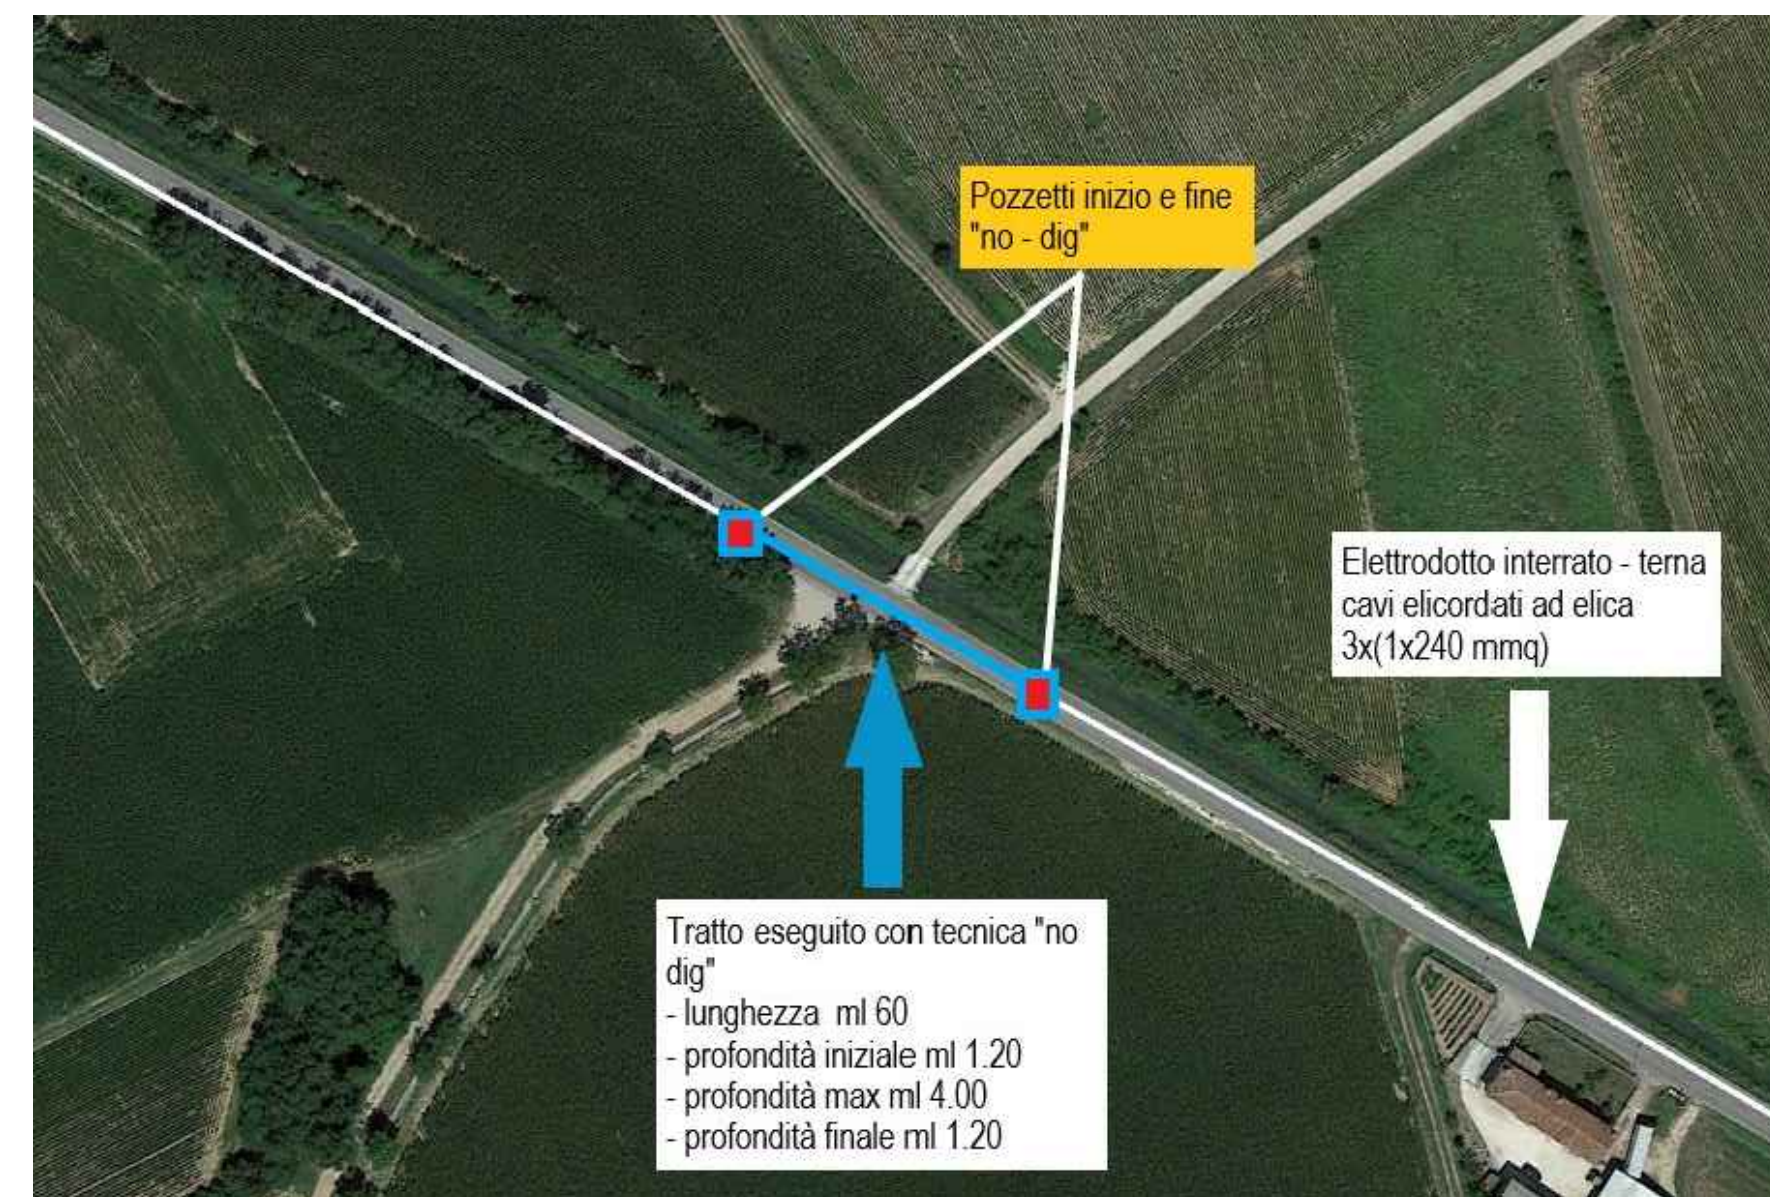 Pozzetti inizio e fine
"no - dig"
Elettrodotto interrato - terna
cavi elicordati ad elica
3x(1x240 mmq)
Tratto eseguito con tecnica "no
dig"
- lunghezza ml 60
- profondità iniziale ml 1.20
- profondità max ml 4.00
- profondità finale ml 1.20